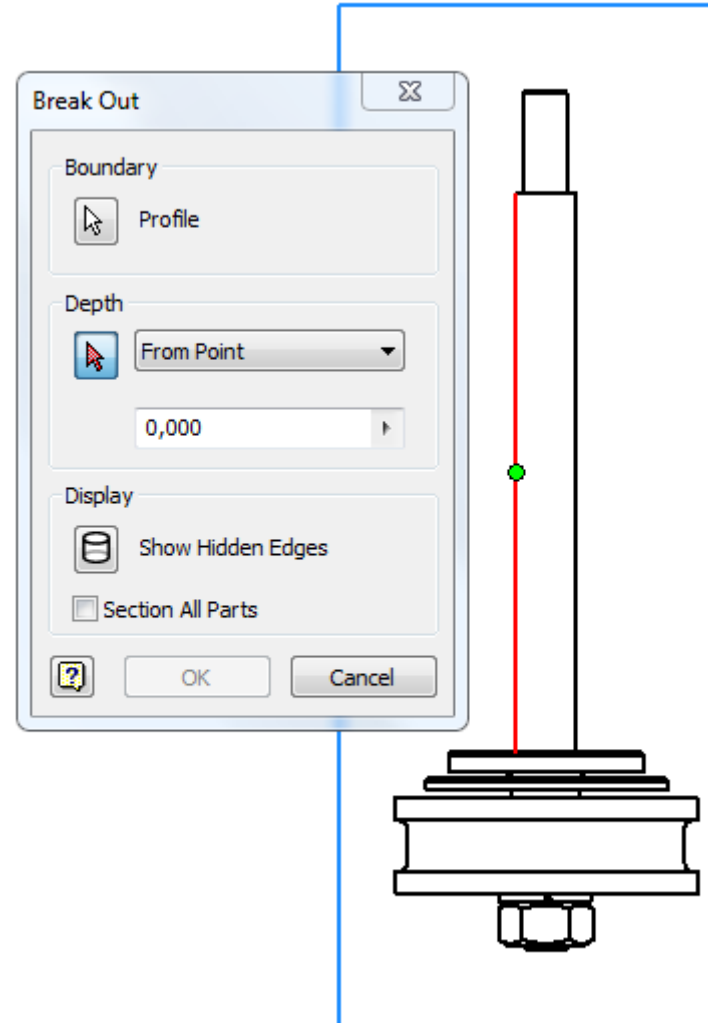 Break Out
Boundary
Profile
Depth
From Point
0,000
Display
Show Hidden Edges
Section All Parts
?
OK
Cancel